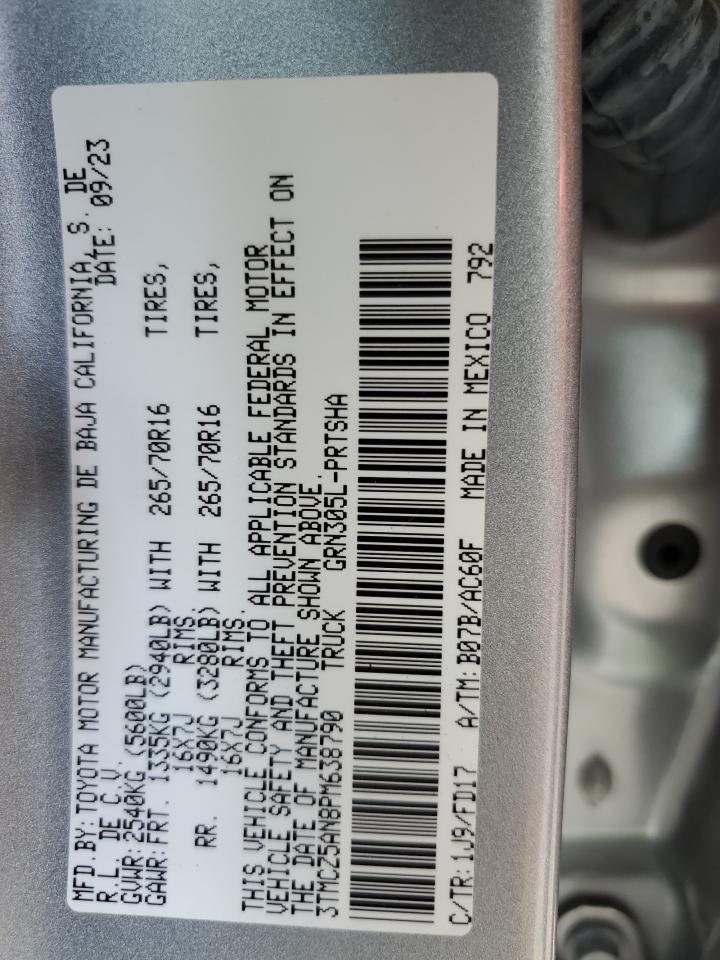 MFD.BY: TOYOTA MOTOR MANUFACTURING DE BAJA CALIFORNIA, S. DE
R.L. DE C.V. DATE: 09/23
GVWR: 2540KG (5600LB)
GAWR: FRT. 1335KG (2940LB) WITH 265/70R16 TIRES,
16X7J RIMS.
RR. 1490KG (3280LB) WITH 265/70R16 TIRES,
16X7J RIMS.
THIS VEHICLE CONFORMS TO ALL APPLICABLE FEDERAL MOTOR
VEHICLE SAFETY AND THEFT PREVENTION STANDARDS IN EFFECT ON
THE DATE OF MANUFACTURE SHOWN ABOVE.
3TMCZ5AN8PM638790 TRUCK GRN305L-PRTSHA
C/TR: 1J9/FD17 A/TM: B07B/AC60F MADE IN MEXICO 792